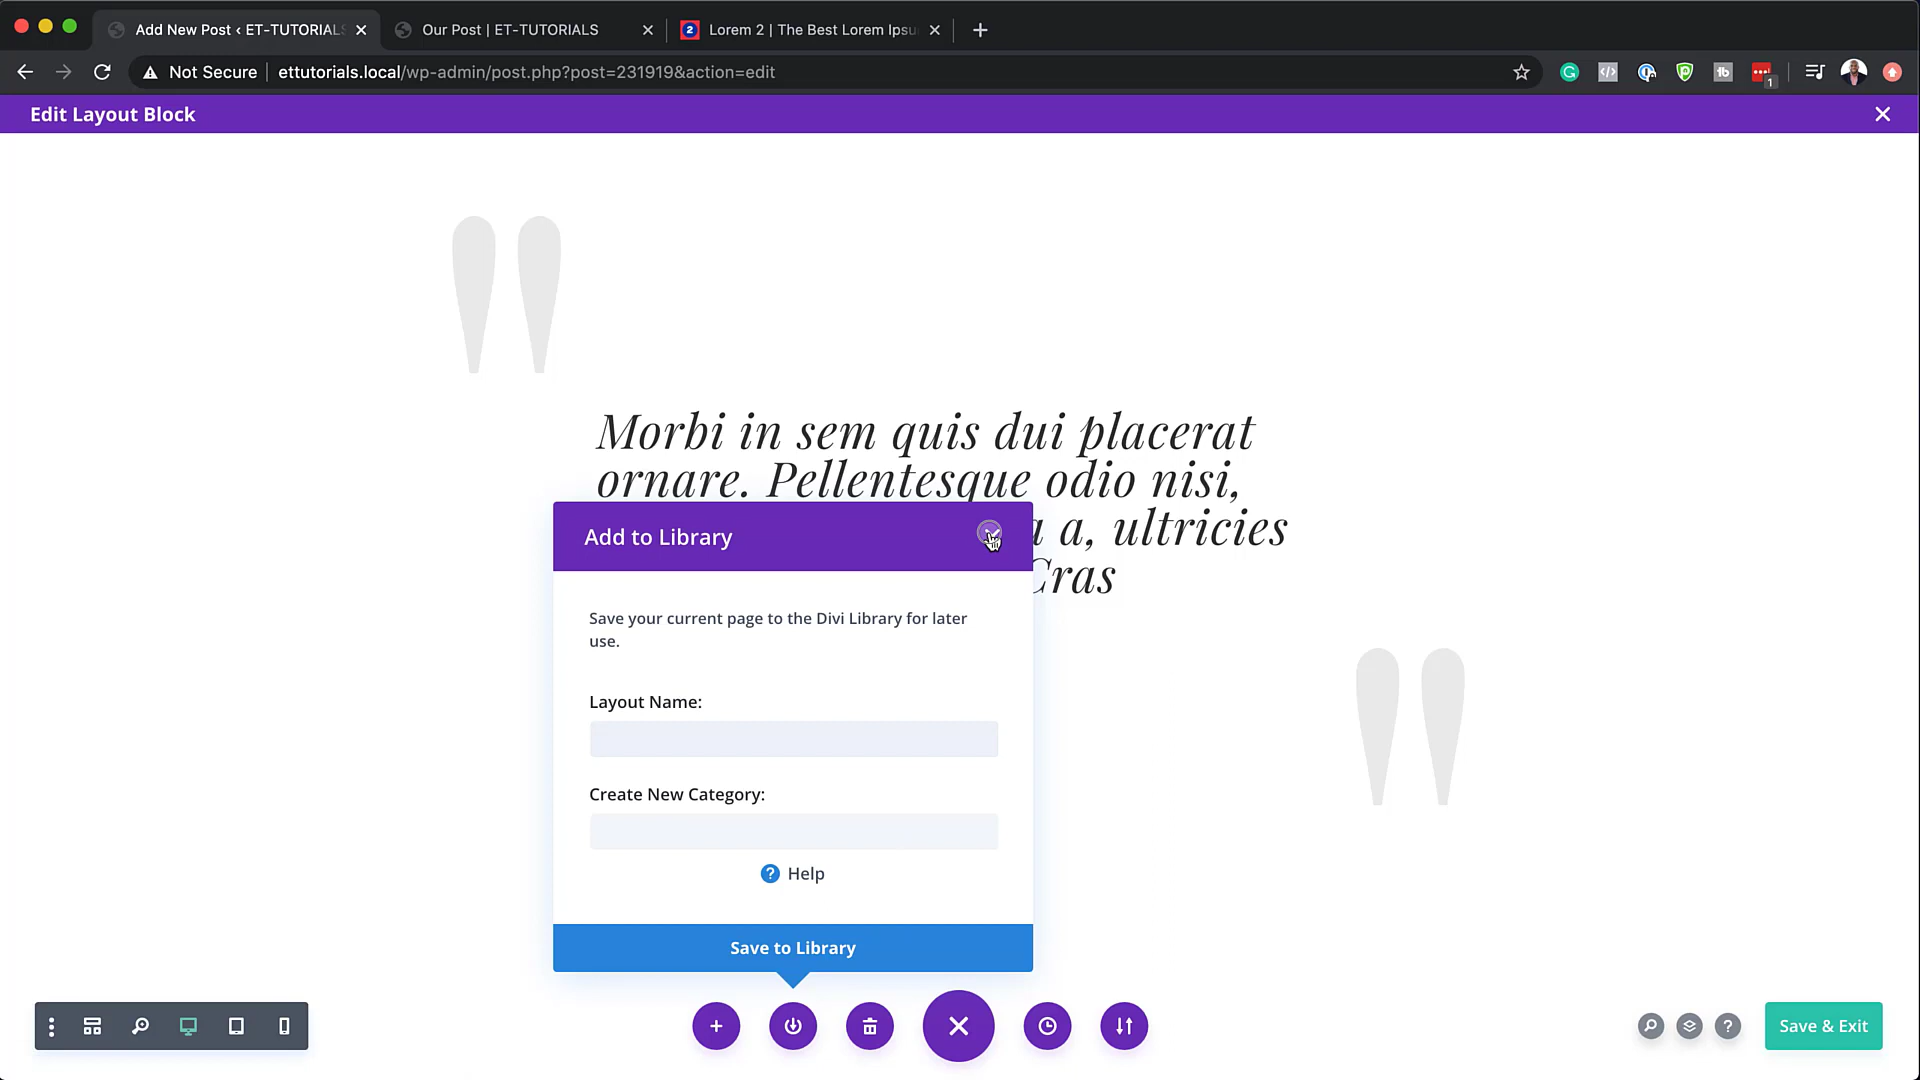 Add New Post ‹ ET-TUTORIALS
Our Post | ET-TUTORIALS
2
Lorem 2 | The Best Lorem Ipsu
Not Secure
ettutorials.local/wp-admin/post.php?post=231919&action=edit
1
Edit Layout Block
"
Morbi in sem quis dui placerat
ornare. Pellentesque odio nisi,
a, ultricies
Cras
"
Add to Library
Save your current page to the Divi Library for later
use.
Layout Name:
Create New Category:
? Help
Save to Library
?
Save & Exit